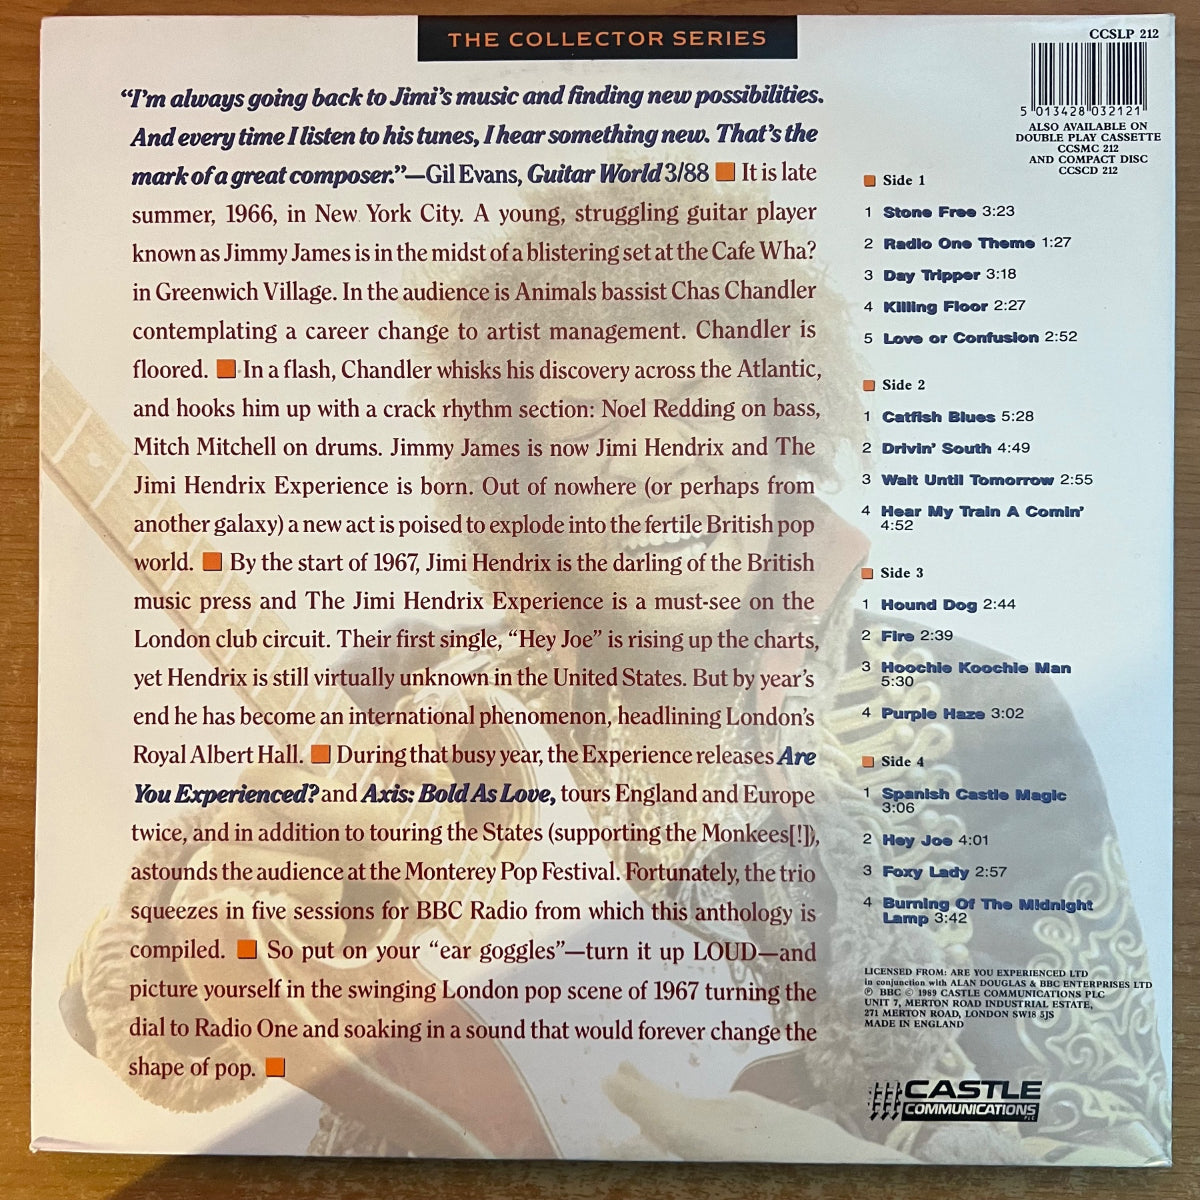 THE COLLECTOR SERIES
CCSLP 212
5 013428 032121
ALSO AVAILABLE ON
DOUBLE PLAY CASSETTE
CCSMC 212
AND COMPACT DISC
CCSCD 212
“I’m always going back to Jimi’s music and finding new possibilities.
And every time I listen to his tunes, I hear something new. That’s the
mark of a great composer.”—Gil Evans, Guitar World 3/88 ■ It is late
summer, 1966, in New York City. A young, struggling guitar player
known as Jimmy James is in the midst of a blistering set at the Cafe Wha?
in Greenwich Village. In the audience is Animals bassist Chas Chandler
contemplating a career change to artist management. Chandler is
floored. ■ In a flash, Chandler whisks his discovery across the Atlantic,
and hooks him up with a crack rhythm section: Noel Redding on bass,
Mitch Mitchell on drums. Jimmy James is now Jimi Hendrix and The
Jimi Hendrix Experience is born. Out of nowhere (or perhaps from
another galaxy) a new act is poised to explode into the fertile British pop
world. ■ By the start of 1967, Jimi Hendrix is the darling of the British
music press and The Jimi Hendrix Experience is a must-see on the
London club circuit. Their first single, “Hey Joe” is rising up the charts,
yet Hendrix is still virtually unknown in the United States. But by year’s
end he has become an international phenomenon, headlining London’s
Royal Albert Hall. ■ During that busy year, the Experience releases Are
You Experienced? and Axis: Bold As Love, tours England and Europe
twice, and in addition to touring the States (supporting the Monkees[!]),
astounds the audience at the Monterey Pop Festival. Fortunately, the trio
squeezes in five sessions for BBC Radio from which this anthology is
compiled. ■ So put on your “ear goggles”—turn it up LOUD—and
picture yourself in the swinging London pop scene of 1967 turning the
dial to Radio One and soaking in a sound that would forever change the
shape of pop. ■
■ Side 1
1 Stone Free 3:23
2 Radio One Theme 1:27
3 Day Tripper 3:18
4 Killing Floor 2:27
5 Love or Confusion 2:52
■ Side 2
1 Catfish Blues 5:28
2 Drivin’ South 4:49
3 Wait Until Tomorrow 2:55
4 Hear My Train A Comin’
4:52
■ Side 3
1 Hound Dog 2:44
2 Fire 2:39
3 Hoochie Koochie Man
5:30
4 Purple Haze 3:02
■ Side 4
1 Spanish Castle Magic
3:06
2 Hey Joe 4:01
3 Foxy Lady 2:57
4 Burning Of The Midnight
Lamp 3:42
LICENSED FROM: ARE YOU EXPERIENCED LTD
in conjunction with ALAN DOUGLAS & BBC ENTERPRISES LTD
℗ BBC © 1989 CASTLE COMMUNICATIONS PLC
UNIT 7, MERTON ROAD INDUSTRIAL ESTATE,
271 MERTON ROAD, LONDON SW18 5JS
MADE IN ENGLAND
CASTLE
COMMUNICATIONS
PLC